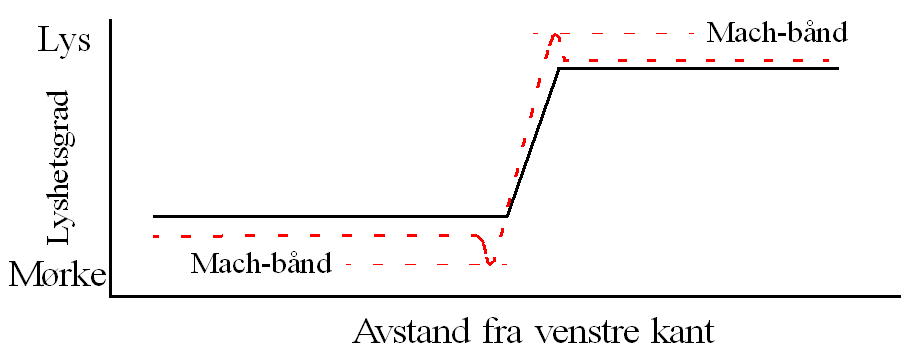 Lys
Mach-bånd
Lyshetsgrad
Mach-bånd
Mørke
Avstand fra venstre kant